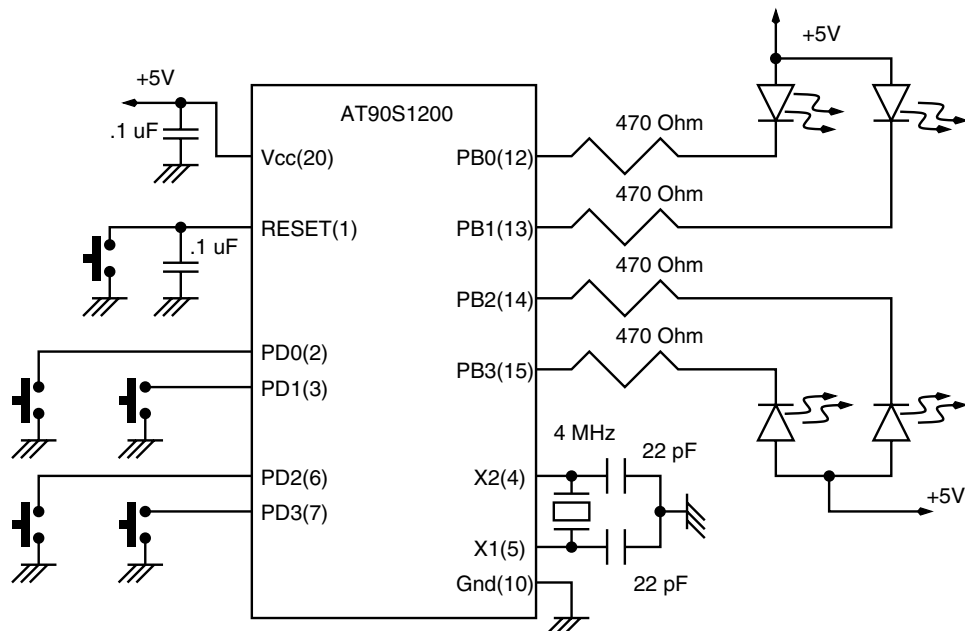 +5V
+5V
AT90S1200
.1 uF
470 Ohm
Vcc(20)
PB0(12)
470 Ohm
RESET(1)
PB1(13)
.1 uF
470 Ohm
PB2(14)
470 Ohm
PD0(2)
PB3(15)
PD1(3)
4 MHz
22 pF
PD2(6)
X2(4)
+5V
PD3(7)
X1(5)
Gnd(10)
22 pF